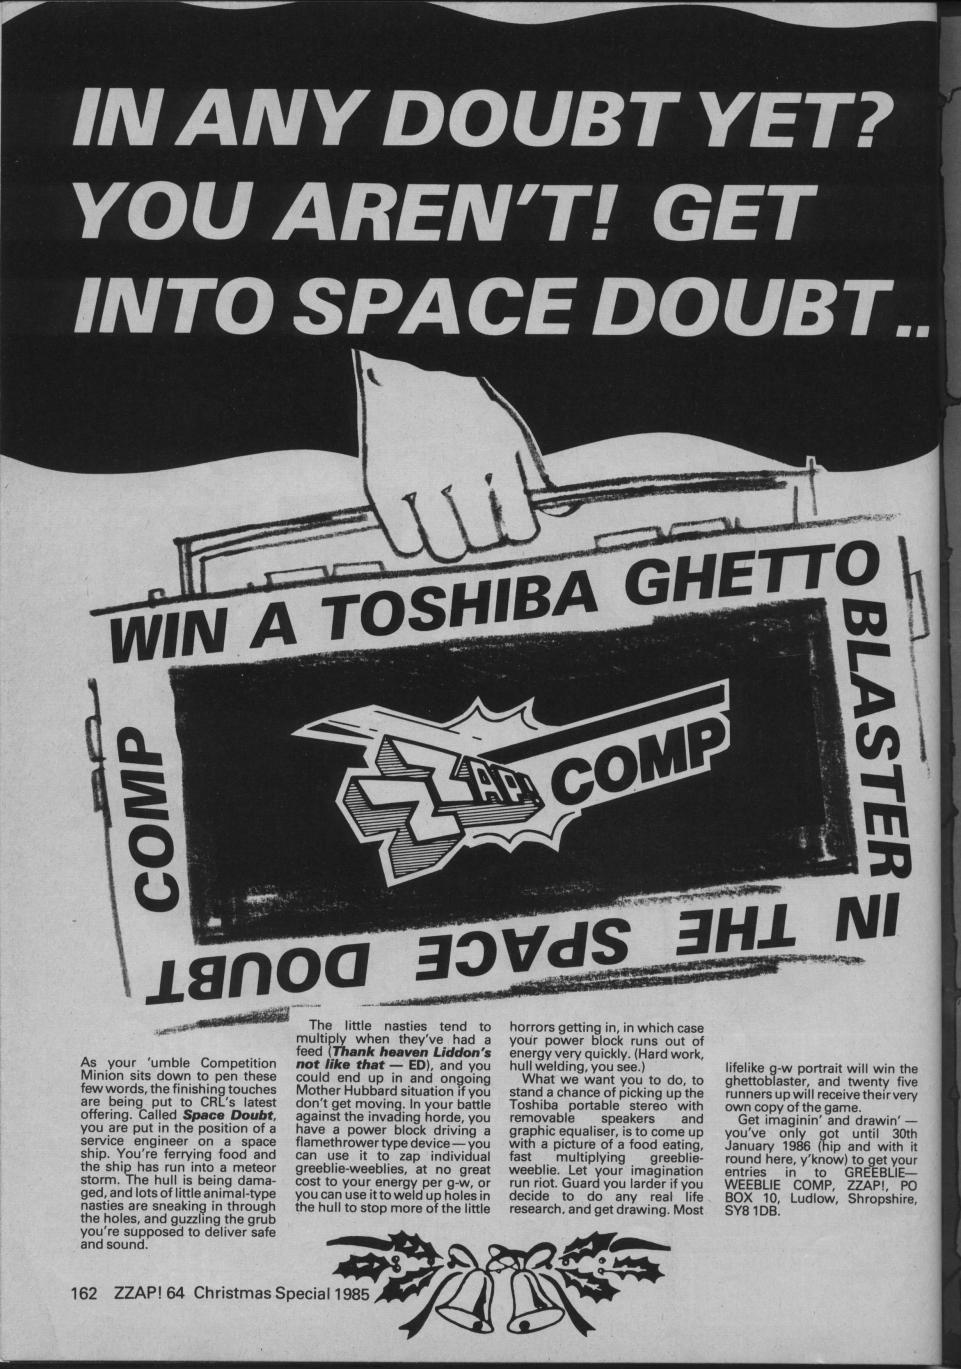 IN ANY DOUBT YET?
YOU AREN'T! GET
INTO SPACE DOUBT..
WIN A TOSHIBA GHETTO
BLASTER
IN THE SPACE DOUBT
COMP
ZZAP! COMP
As your 'umble Competition
Minion sits down to pen these
few words, the finishing touches
are being put to CRL's latest
offering. Called Space Doubt,
you are put in the position of a
service engineer on a space
ship. You're ferrying food and
the ship has run into a meteor
storm. The hull is being dama-
ged, and lots of little animal-type
nasties are sneaking in through
the holes, and guzzling the grub
you're supposed to deliver safe
and sound.
The little nasties tend to
multiply when they've had a
feed (Thank heaven Liddon's
not like that — ED), and you
could end up in and ongoing
Mother Hubbard situation if you
don't get moving. In your battle
against the invading horde, you
have a power block driving a
flamethrower type device — you
can use it to zap individual
greeblie-weeblies, at no great
cost to your energy per g-w, or
you can use it to weld up holes in
the hull to stop more of the little
horrors getting in, in which case
your power block runs out of
energy very quickly. (Hard work,
hull welding, you see.)
What we want you to do, to
stand a chance of picking up the
Toshiba portable stereo with
removable speakers and
graphic equaliser, is to come up
with a picture of a food eating,
fast multiplying greeblie-
weeblie. Let your imagination
run riot. Guard you larder if you
decide to do any real life
research, and get drawing. Most
lifelike g-w portrait will win the
ghettoblaster, and twenty five
runners up will receive their very
own copy of the game.
Get imaginin' and drawin' —
you've only got until 30th
January 1986 (hip and with it
round here, y'know) to get your
entries in to GREEBLIE—
WEEBLIE COMP, ZZAP!, PO
BOX 10, Ludlow, Shropshire,
SY8 1DB.
162 ZZAP! 64 Christmas Special 1985